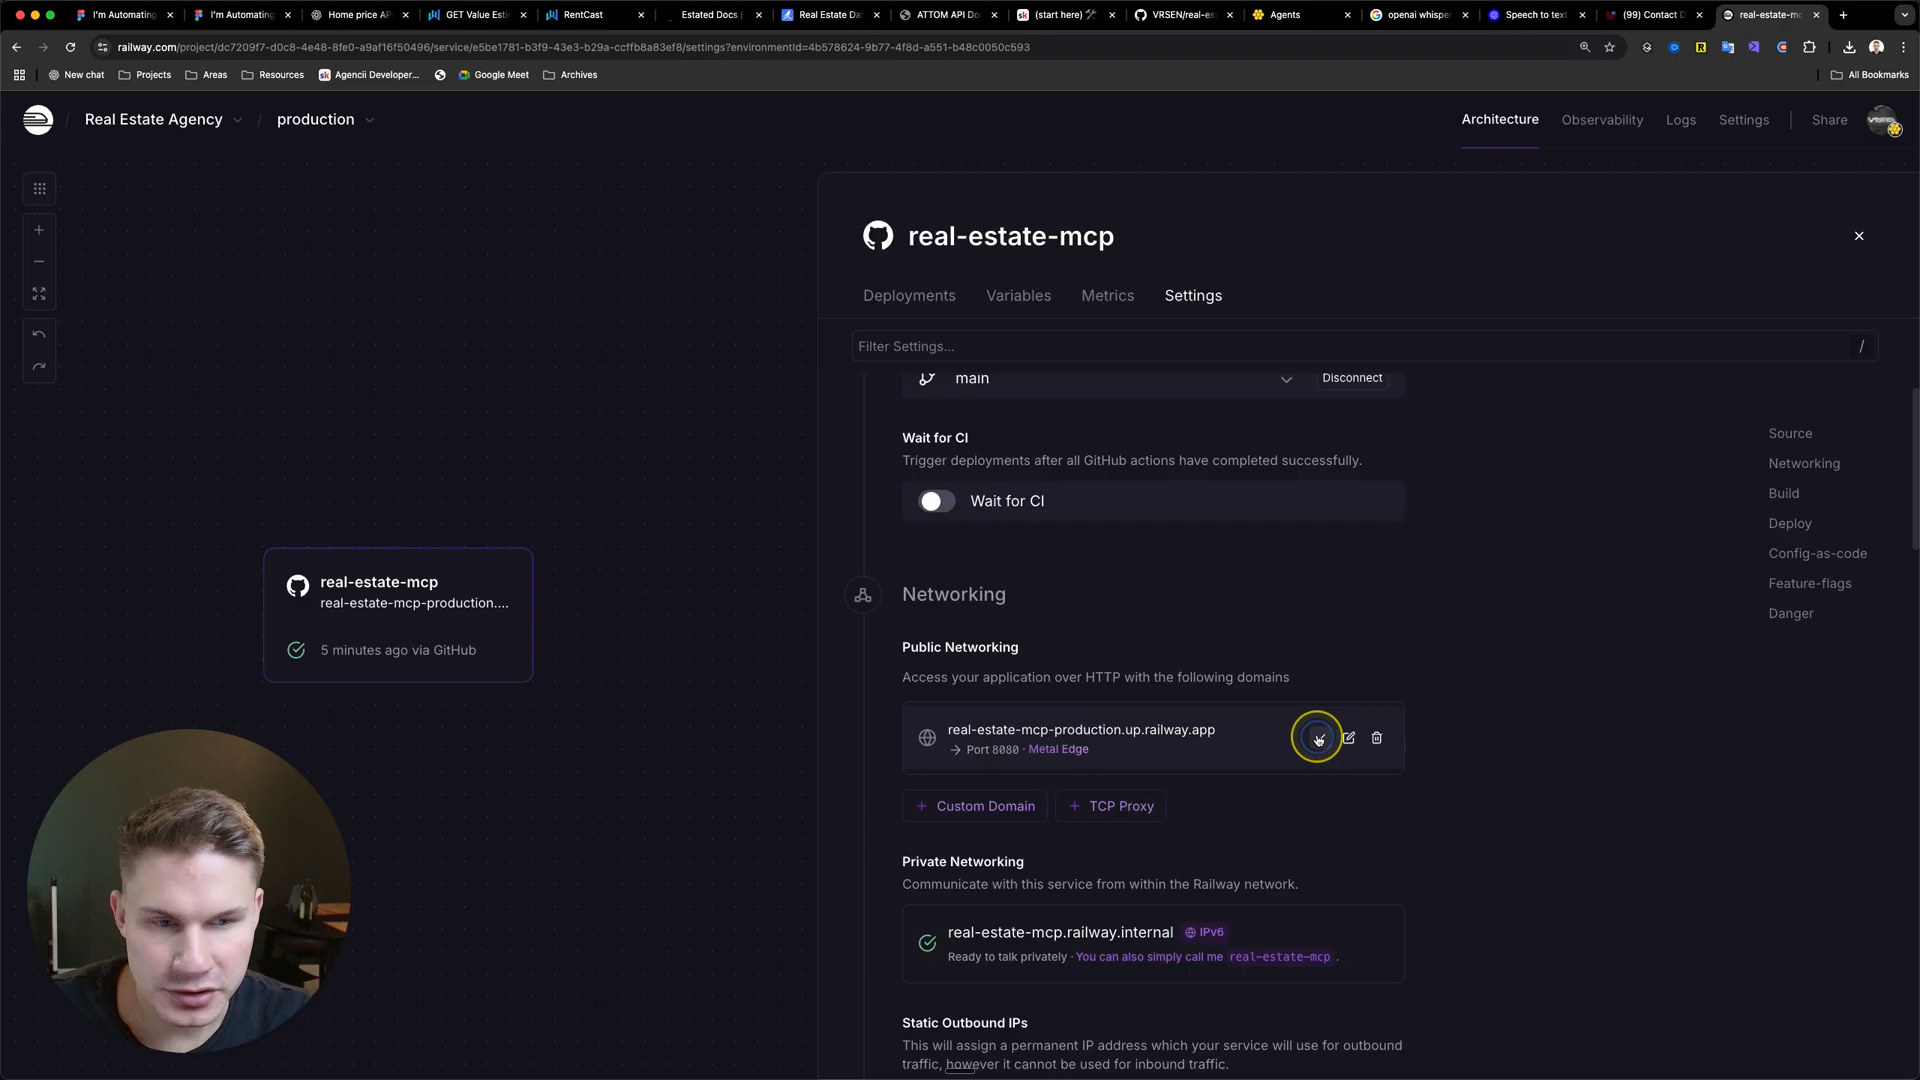 I'm Automating
I'm Automating
Home price AP
GET Value Esti
RentCast
Estated Docs |
Real Estate Da
ATTOM API Do
(start here)
VRSEN/real-es
Agents
openai whispe
Speech to text
(99) Contact D
real-estate-mc
railway.com/project/dc7209f7-d0c8-4e48-8fe0-a9af16f50496/service/e5be1781-b3f9-43e3-b29a-ccffb8a83ef8/settings?environmentId=4b578624-9b77-4f8d-a551-b48c0050c593
New chat
Projects
Areas
Resources
Agencii Developer...
Google Meet
Archives
All Bookmarks
Real Estate Agency
/
production
Architecture
Observability
Logs
Settings
Share
real-estate-mcp
Deployments
Variables
Metrics
Settings
Filter Settings...
/
main
Disconnect
Wait for CI
Trigger deployments after all GitHub actions have completed successfully.
Wait for CI
Source
Networking
Build
Deploy
Config-as-code
Feature-flags
Danger
real-estate-mcp
real-estate-mcp-production....
5 minutes ago via GitHub
Networking
Public Networking
Access your application over HTTP with the following domains
real-estate-mcp-production.up.railway.app
→ Port 8080 · Metal Edge
+ Custom Domain
+ TCP Proxy
Private Networking
Communicate with this service from within the Railway network.
real-estate-mcp.railway.internal
IPv6
Ready to talk privately · You can also simply call me real-estate-mcp .
Static Outbound IPs
This will assign a permanent IP address which your service will use for outbound
traffic, however it cannot be used for inbound traffic.